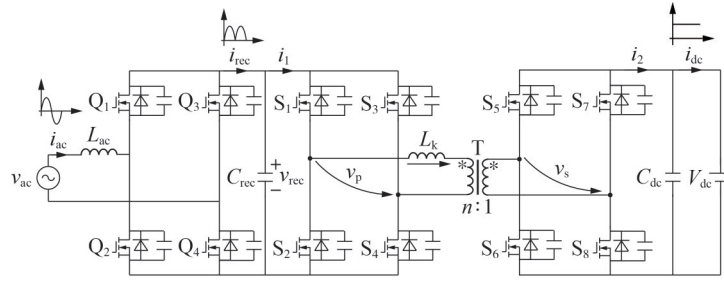 i_rec i_1 i_2 i_dc
Q_1 Q_3 S_1 S_3 S_5 S_7
i_ac L_ac L_k T
v_ac C_rec + v_rec − v_p * * v_s C_dc V_dc
n:1
Q_2 Q_4 S_2 S_4 S_6 S_8